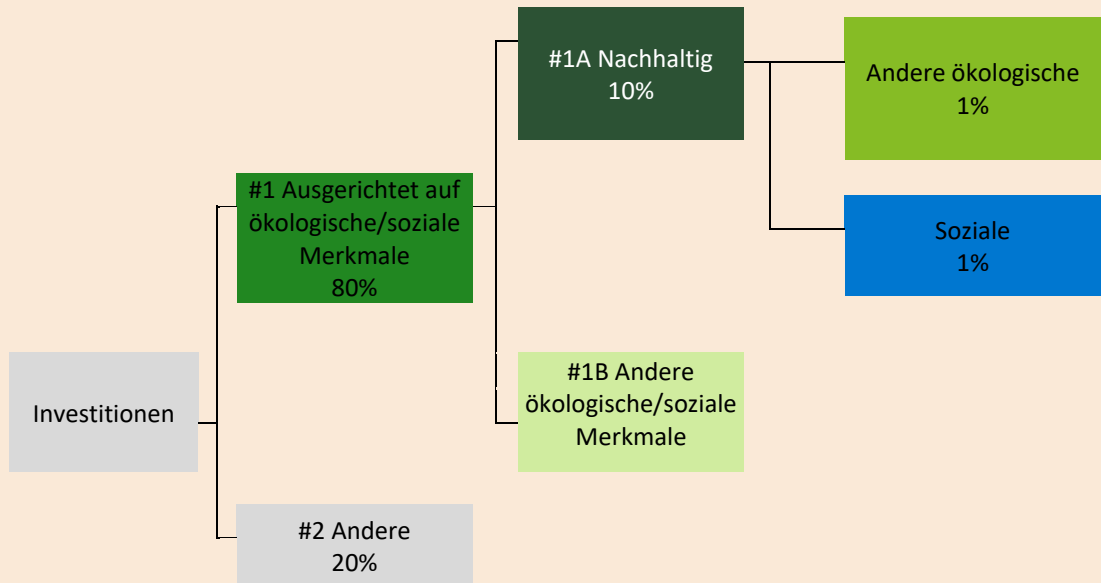 #1A Nachhaltig
10%
Andere ökologische
1%
#1 Ausgerichtet auf
ökologische/soziale
Merkmale
80%
Soziale
1%
Investitionen
#1B Andere
ökologische/soziale
Merkmale
#2 Andere
20%